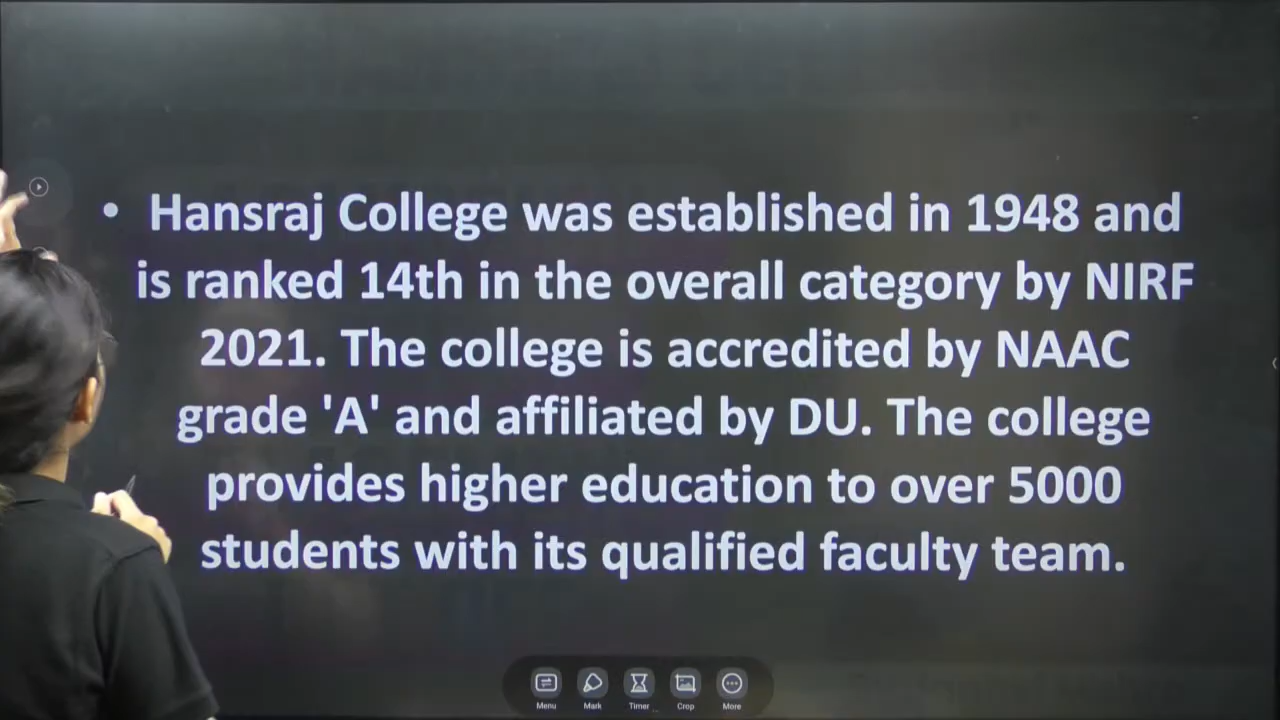 • Hansraj College was established in 1948 and
is ranked 14th in the overall category by NIRF
2021. The college is accredited by NAAC
grade 'A' and affiliated by DU. The college
provides higher education to over 5000
students with its qualified faculty team.
Menu Mark Timer Crop More